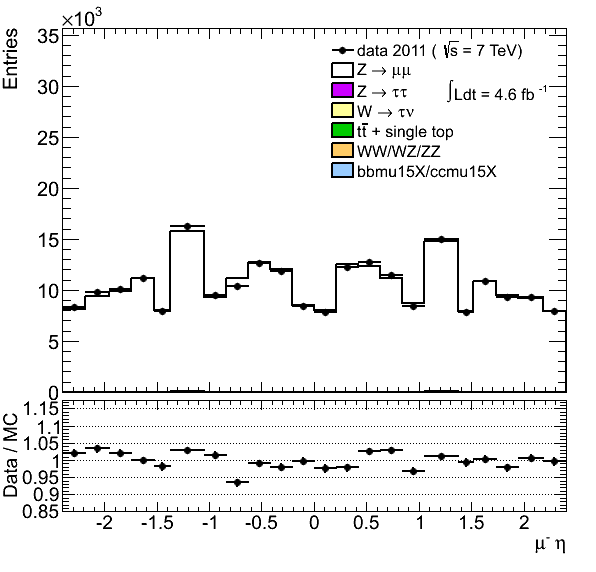 ×10³
Entries
35
30
25
20
15
10
5
0
data 2011 ( √s = 7 TeV)
Z → μμ
Z → ττ
∫Ldt = 4.6 fb⁻¹
W → τν
tt̅ + single top
WW/WZ/ZZ
bbmu15X/ccmu15X
Data / MC
1.15
1.1
1.05
1
0.95
0.9
0.85
-2 -1.5 -1 -0.5 0 0.5 1 1.5 2
μ⁻ η